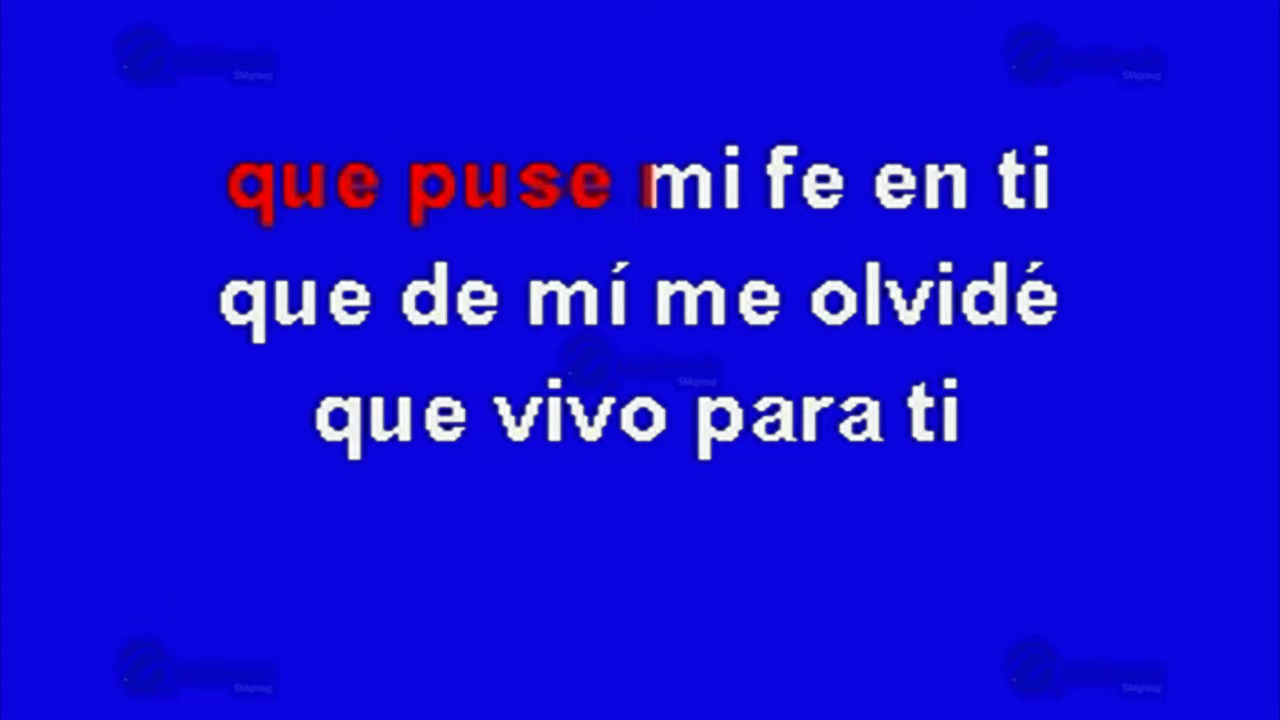 que puse mi fe en ti
que de mí me olvidé
que vivo para ti